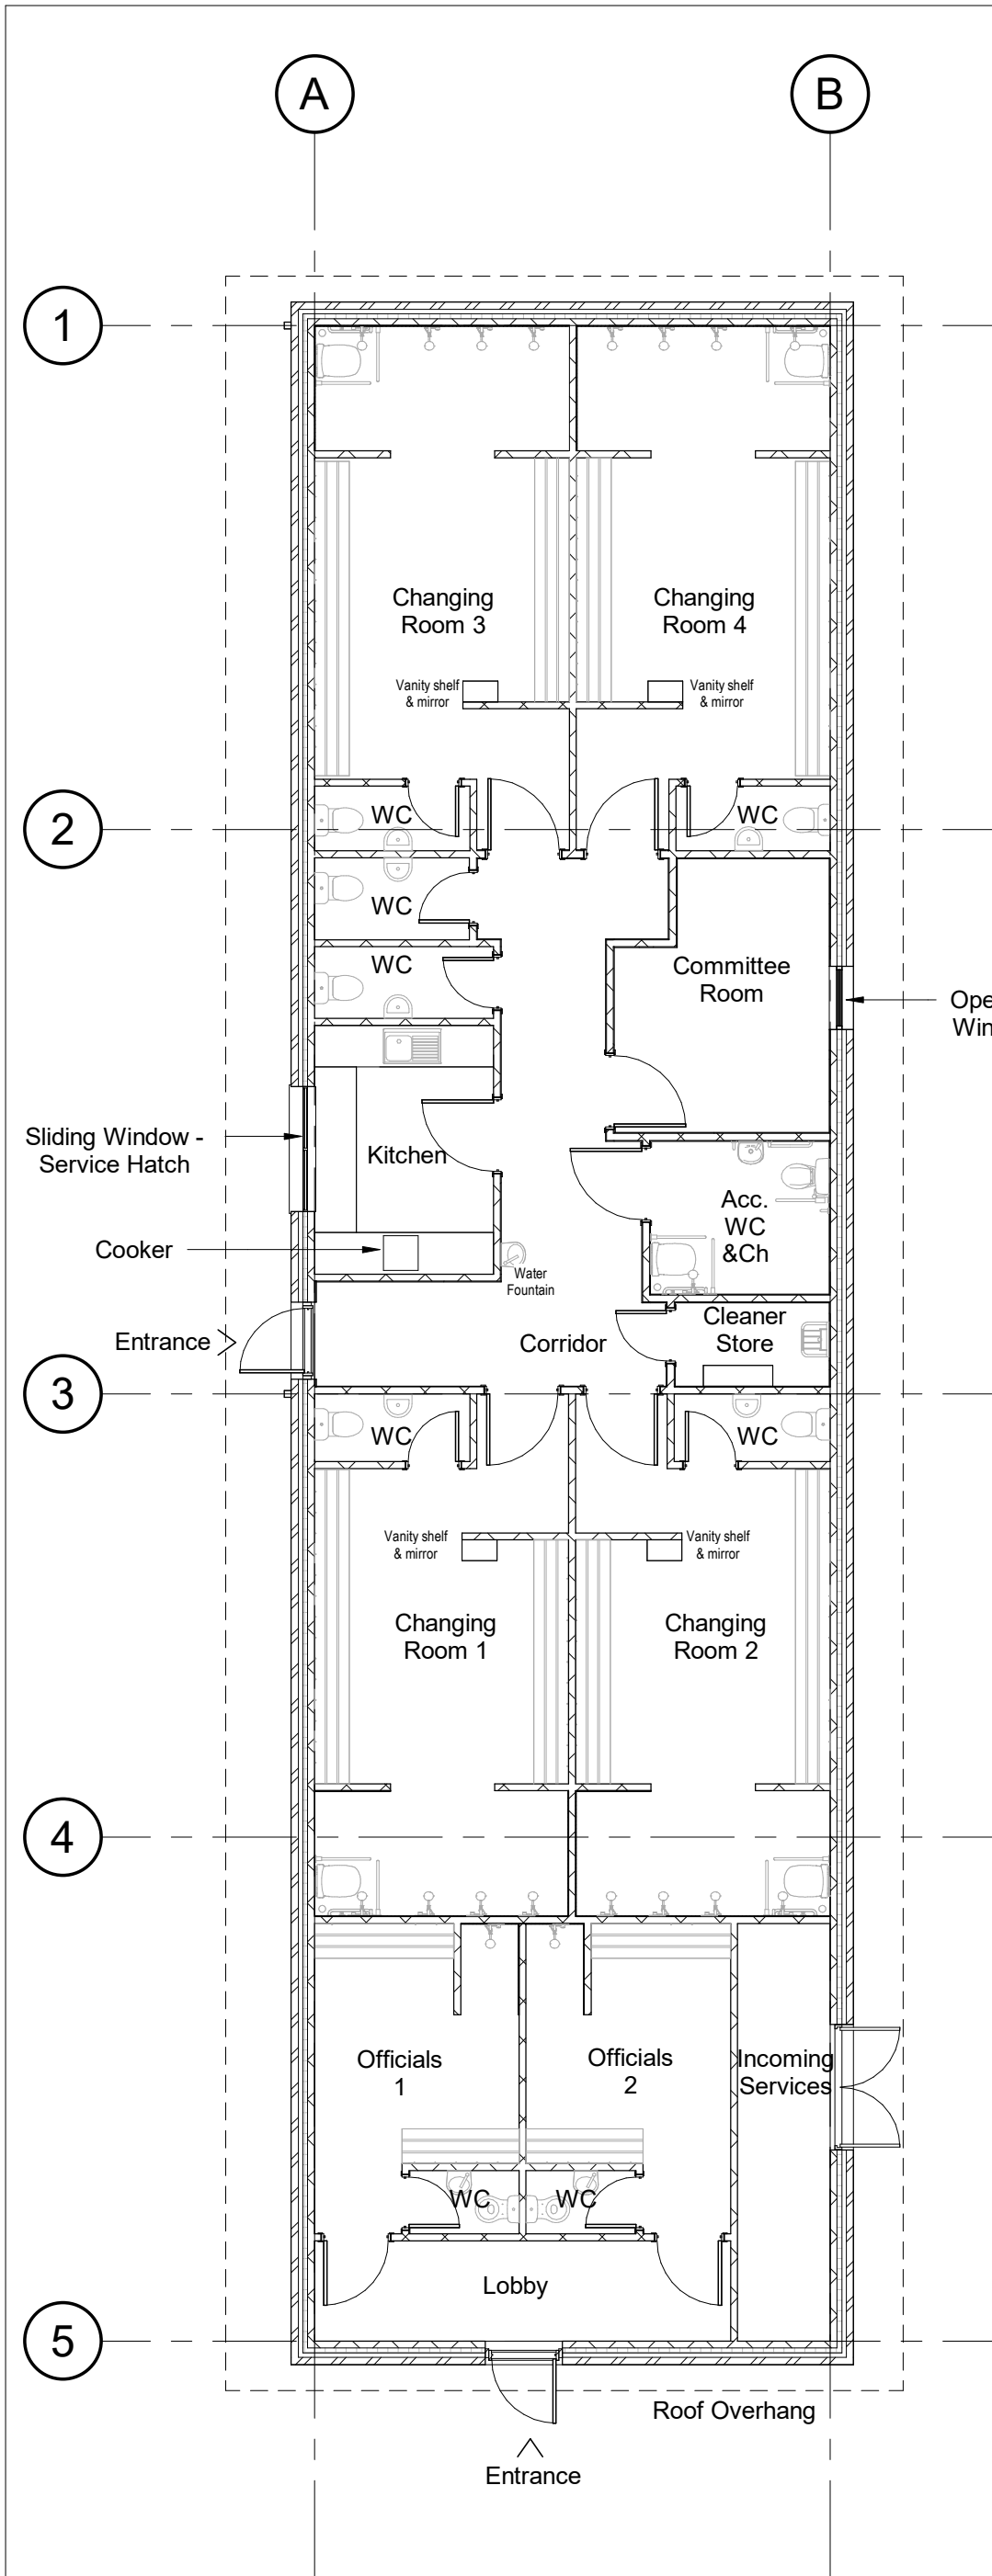 A
B
1
Changing
Room 3
Changing
Room 4
Vanity shelf
& mirror
Vanity shelf
& mirror
2
WC
WC
WC
WC
Committee
Room
Ope
Win
Sliding Window -
Service Hatch
Kitchen
Acc.
WC
&Ch
Cooker
Water
Fountain
Entrance
Corridor
Cleaner
Store
3
WC
WC
Vanity shelf
& mirror
Vanity shelf
& mirror
Changing
Room 1
Changing
Room 2
4
Officials
1
Officials
2
Incoming
Services
WC
WC
Lobby
5
Roof Overhang
Entrance